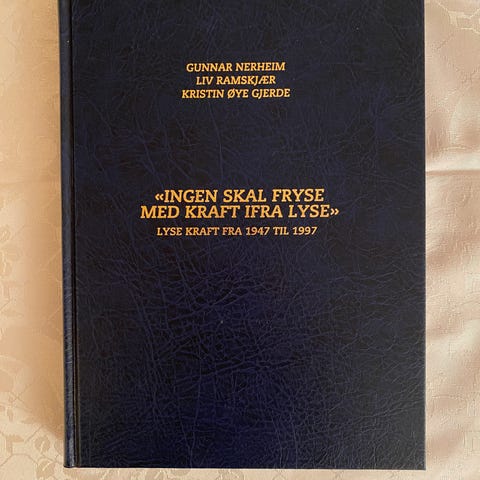 GUNNAR NERHEIM
LIV RAMSKJÆR
KRISTIN ØYE GJERDE
«INGEN SKAL FRYSE
MED KRAFT IFRA LYSE»
LYSE KRAFT FRA 1947 TIL 1997